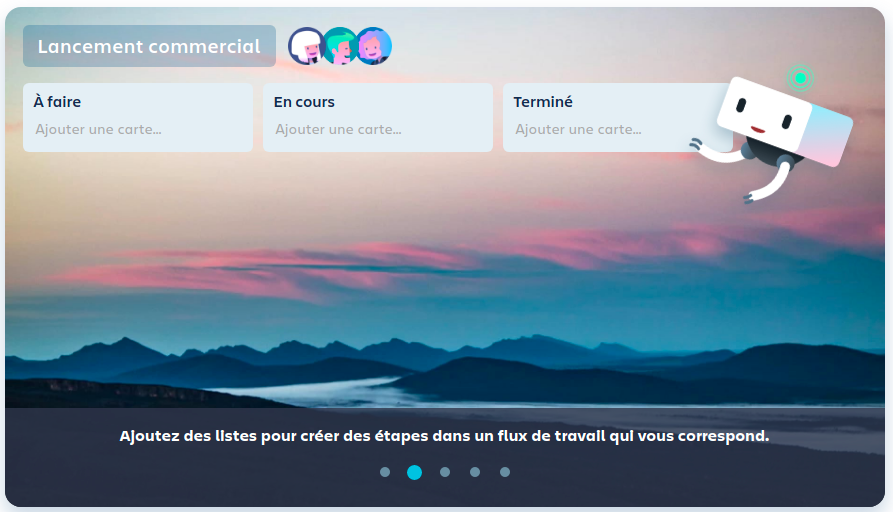 Lancement commercial
À faire
En cours
Terminé
Ajouter une carte...
Ajouter une carte...
Ajouter une carte...
Ajoutez des listes pour créer des étapes dans un flux de travail qui vous correspond.